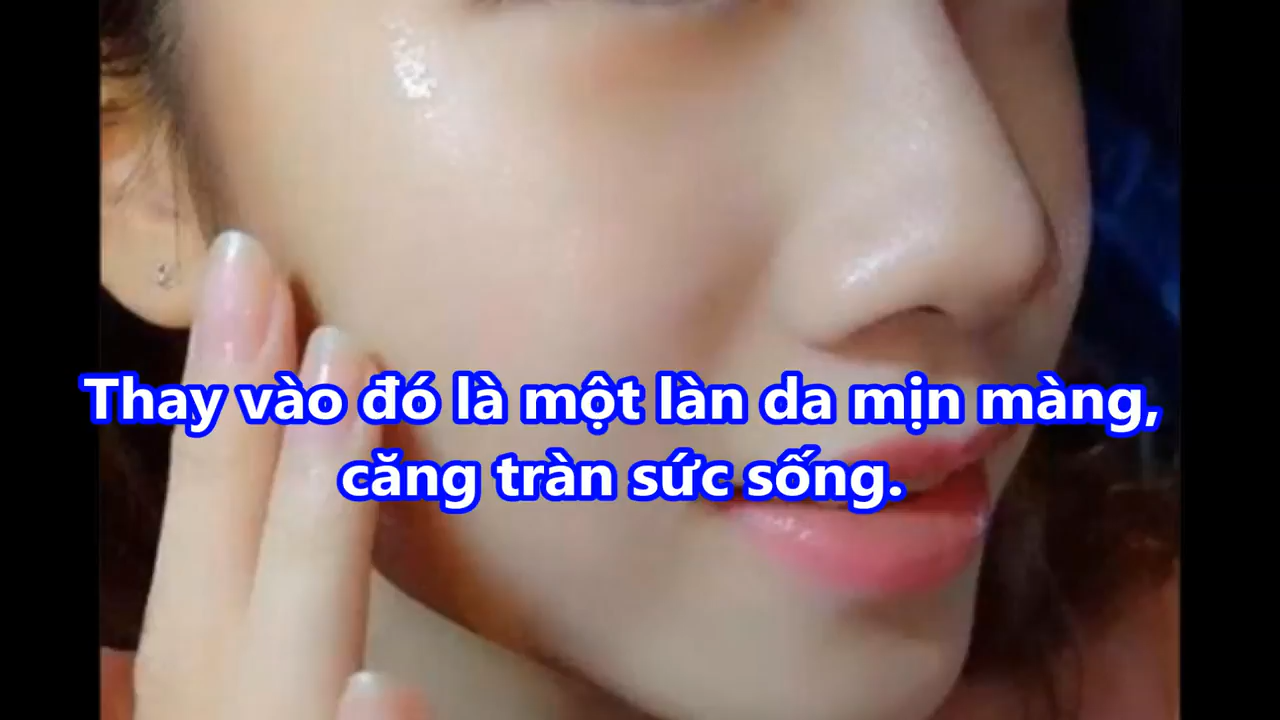 Thay vào đó là một làn da mịn màng,
căng tràn sức sống.